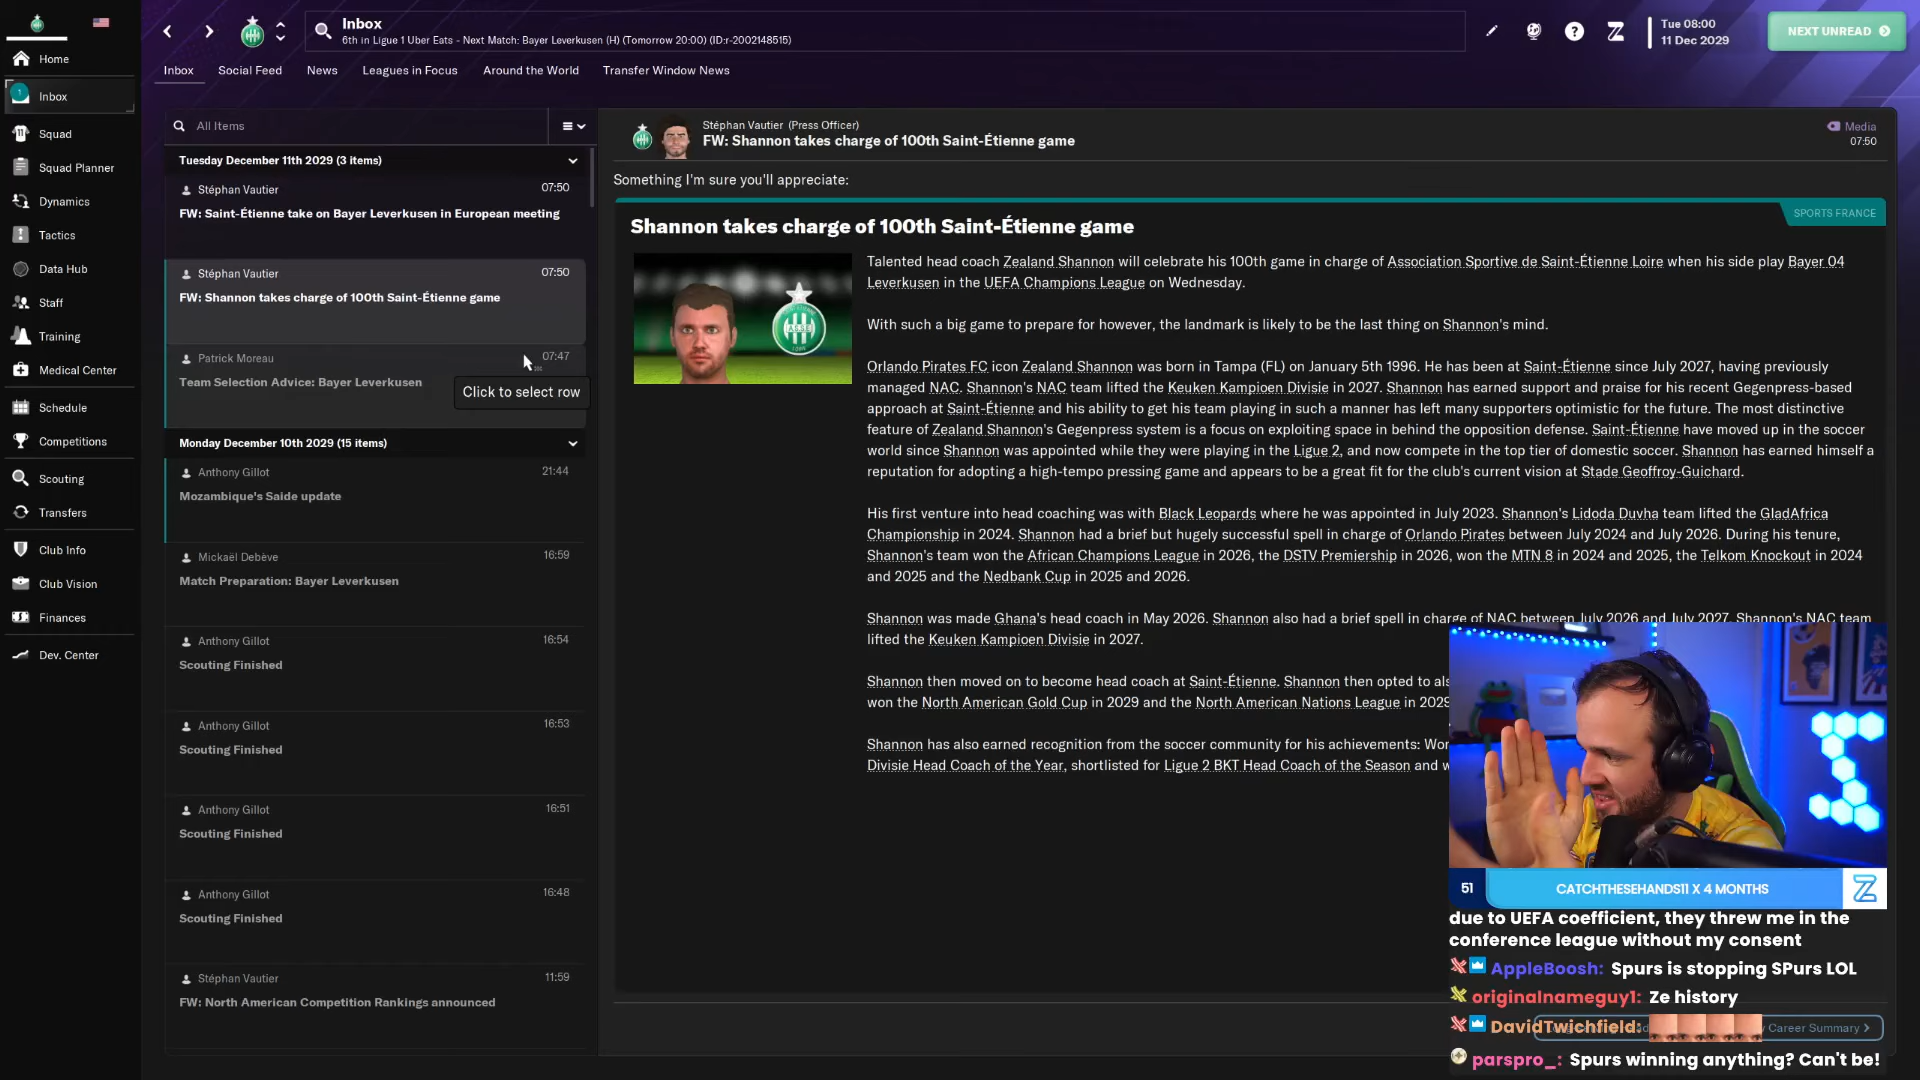 Inbox
6th in Ligue 1 Uber Eats - Next Match: Bayer Leverkusen (H) (Tomorrow 20:00) (ID:r-2002148515)
Tue 08:00
11 Dec 2029
NEXT UNREAD
Home
1
Inbox
Squad
Squad Planner
Dynamics
Tactics
Data Hub
Staff
Training
Medical Center
Schedule
Competitions
Scouting
Transfers
Club Info
Club Vision
Finances
Dev. Center
Inbox
Social Feed
News
Leagues in Focus
Around the World
Transfer Window News
All Items
Tuesday December 11th 2029 (3 items)
Stéphan Vautier 07:50
FW: Saint-Étienne take on Bayer Leverkusen in European meeting
Stéphan Vautier 07:50
FW: Shannon takes charge of 100th Saint-Étienne game
Patrick Moreau 07:47
Team Selection Advice: Bayer Leverkusen
Click to select row
Monday December 10th 2029 (15 items)
Anthony Gillot 21:44
Mozambique's Saide update
Mickaël Debève 16:59
Match Preparation: Bayer Leverkusen
Anthony Gillot 16:54
Scouting Finished
Anthony Gillot 16:53
Scouting Finished
Anthony Gillot 16:51
Scouting Finished
Anthony Gillot 16:48
Scouting Finished
Stéphan Vautier 11:59
FW: North American Competition Rankings announced
Stéphan Vautier (Press Officer)
FW: Shannon takes charge of 100th Saint-Étienne game
Media
07:50
Something I'm sure you'll appreciate:
SPORTS FRANCE
Shannon takes charge of 100th Saint-Étienne game
ASSE
Talented head coach Zealand Shannon will celebrate his 100th game in charge of Association Sportive de Saint-Étienne Loire when his side play Bayer 04
Leverkusen in the UEFA Champions League on Wednesday.
With such a big game to prepare for however, the landmark is likely to be the last thing on Shannon's mind.
Orlando Pirates FC icon Zealand Shannon was born in Tampa (FL) on January 5th 1996. He has been at Saint-Étienne since July 2027, having previously
managed NAC. Shannon's NAC team lifted the Keuken Kampioen Divisie in 2027. Shannon has earned support and praise for his recent Gegenpress-based
approach at Saint-Étienne and his ability to get his team playing in such a manner has left many supporters optimistic for the future. The most distinctive
feature of Zealand Shannon's Gegenpress system is a focus on exploiting space in behind the opposition defense. Saint-Étienne have moved up in the soccer
world since Shannon was appointed while they were playing in the Ligue 2, and now compete in the top tier of domestic soccer. Shannon has earned himself a
reputation for adopting a high-tempo pressing game and appears to be a great fit for the club's current vision at Stade Geoffroy-Guichard.
His first venture into head coaching was with Black Leopards where he was appointed in July 2023. Shannon's Lidoda Duvha team lifted the GladAfrica
Championship in 2024. Shannon had a brief but hugely successful spell in charge of Orlando Pirates between July 2024 and July 2026. During his tenure,
Shannon's team won the African Champions League in 2026, the DSTV Premiership in 2026, won the MTN 8 in 2024 and 2025, the Telkom Knockout in 2024
and 2025 and the Nedbank Cup in 2025 and 2026.
Shannon was made Ghana's head coach in May 2026. Shannon also had a brief spell in charge of NAC between July 2026 and July 2027. Shannon's NAC team
lifted the Keuken Kampioen Divisie in 2027.
Shannon then moved on to become head coach at Saint-Étienne. Shannon then opted to als
won the North American Gold Cup in 2029 and the North American Nations League in 2029
Shannon has also earned recognition from the soccer community for his achievements: Wor
Divisie Head Coach of the Year, shortlisted for Ligue 2 BKT Head Coach of the Season and w
51
CATCHTHESEHANDS11 X 4 MONTHS
due to UEFA coefficient, they threw me in the
conference league without my consent
AppleBoosh: Spurs is stopping SPurs LOL
originalnameguy1: Ze history
DavidTwichfield:
Career Summary
parspro_: Spurs winning anything? Can't be!